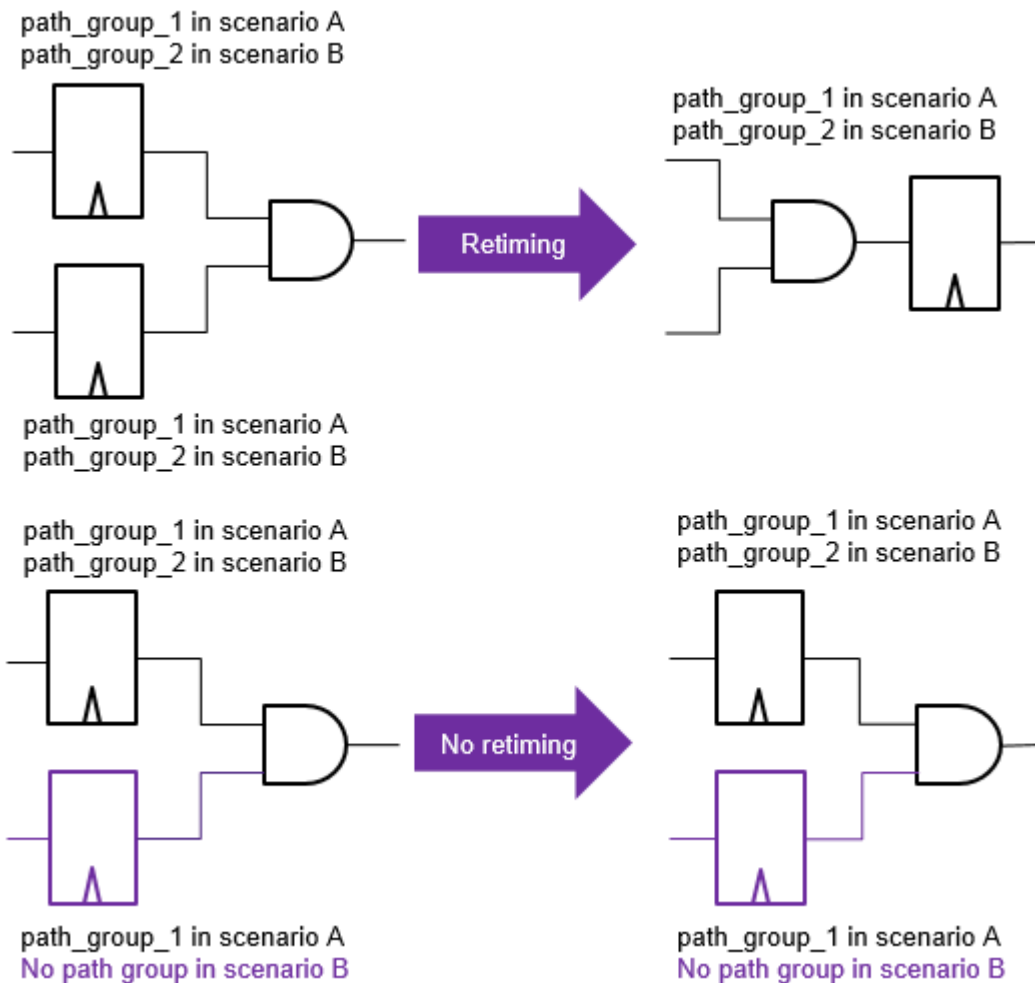 path_group_1 in scenario A
path_group_2 in scenario B
path_group_1 in scenario A
path_group_2 in scenario B
Retiming
path_group_1 in scenario A
path_group_2 in scenario B
path_group_1 in scenario A
path_group_2 in scenario B
path_group_1 in scenario A
path_group_2 in scenario B
No retiming
path_group_1 in scenario A
No path group in scenario B
path_group_1 in scenario A
No path group in scenario B